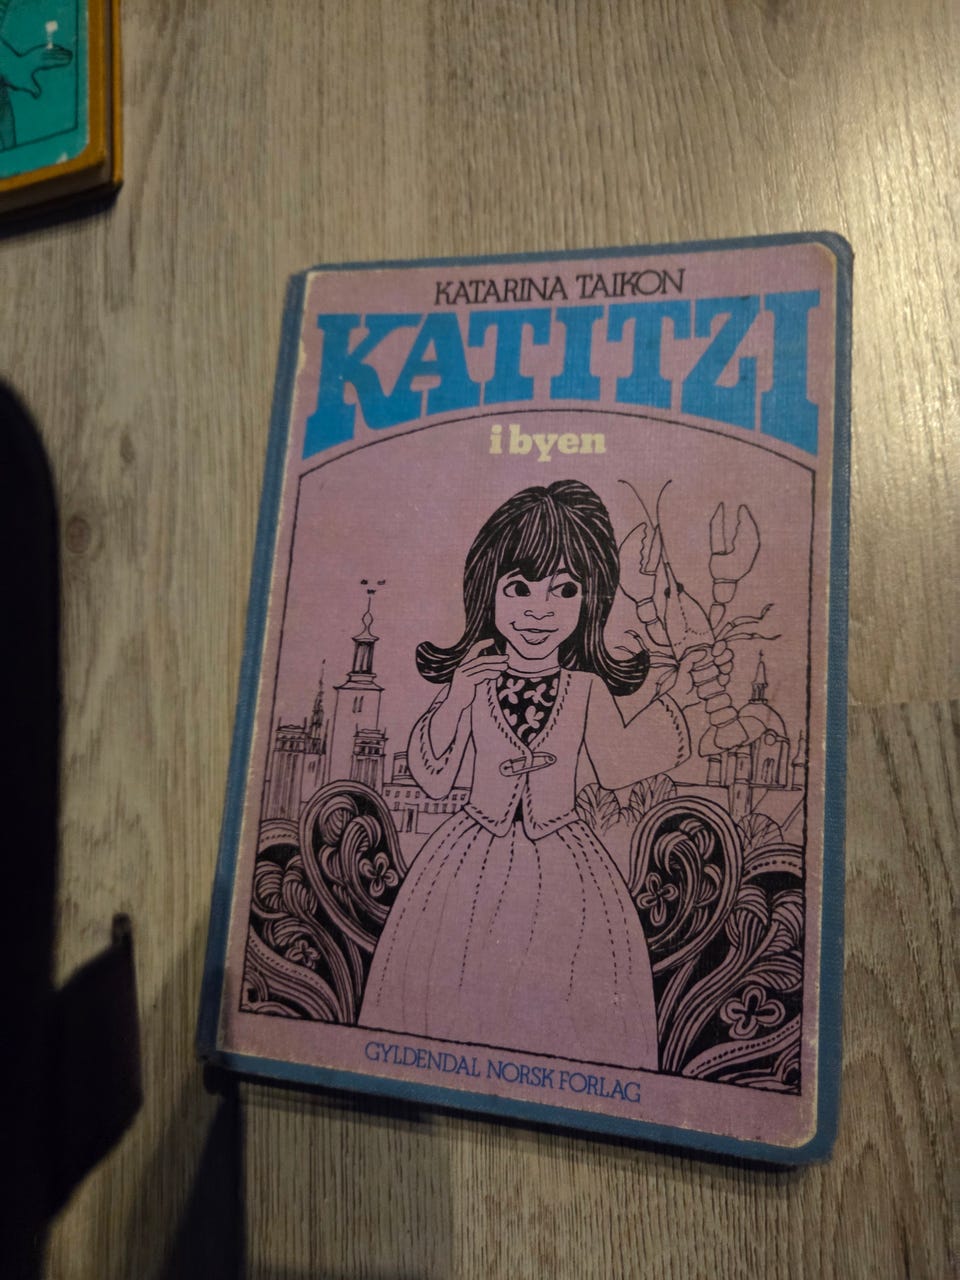 KATARINA TAIKON
KATITZI
i byen
GYLDENDAL NORSK FORLAG